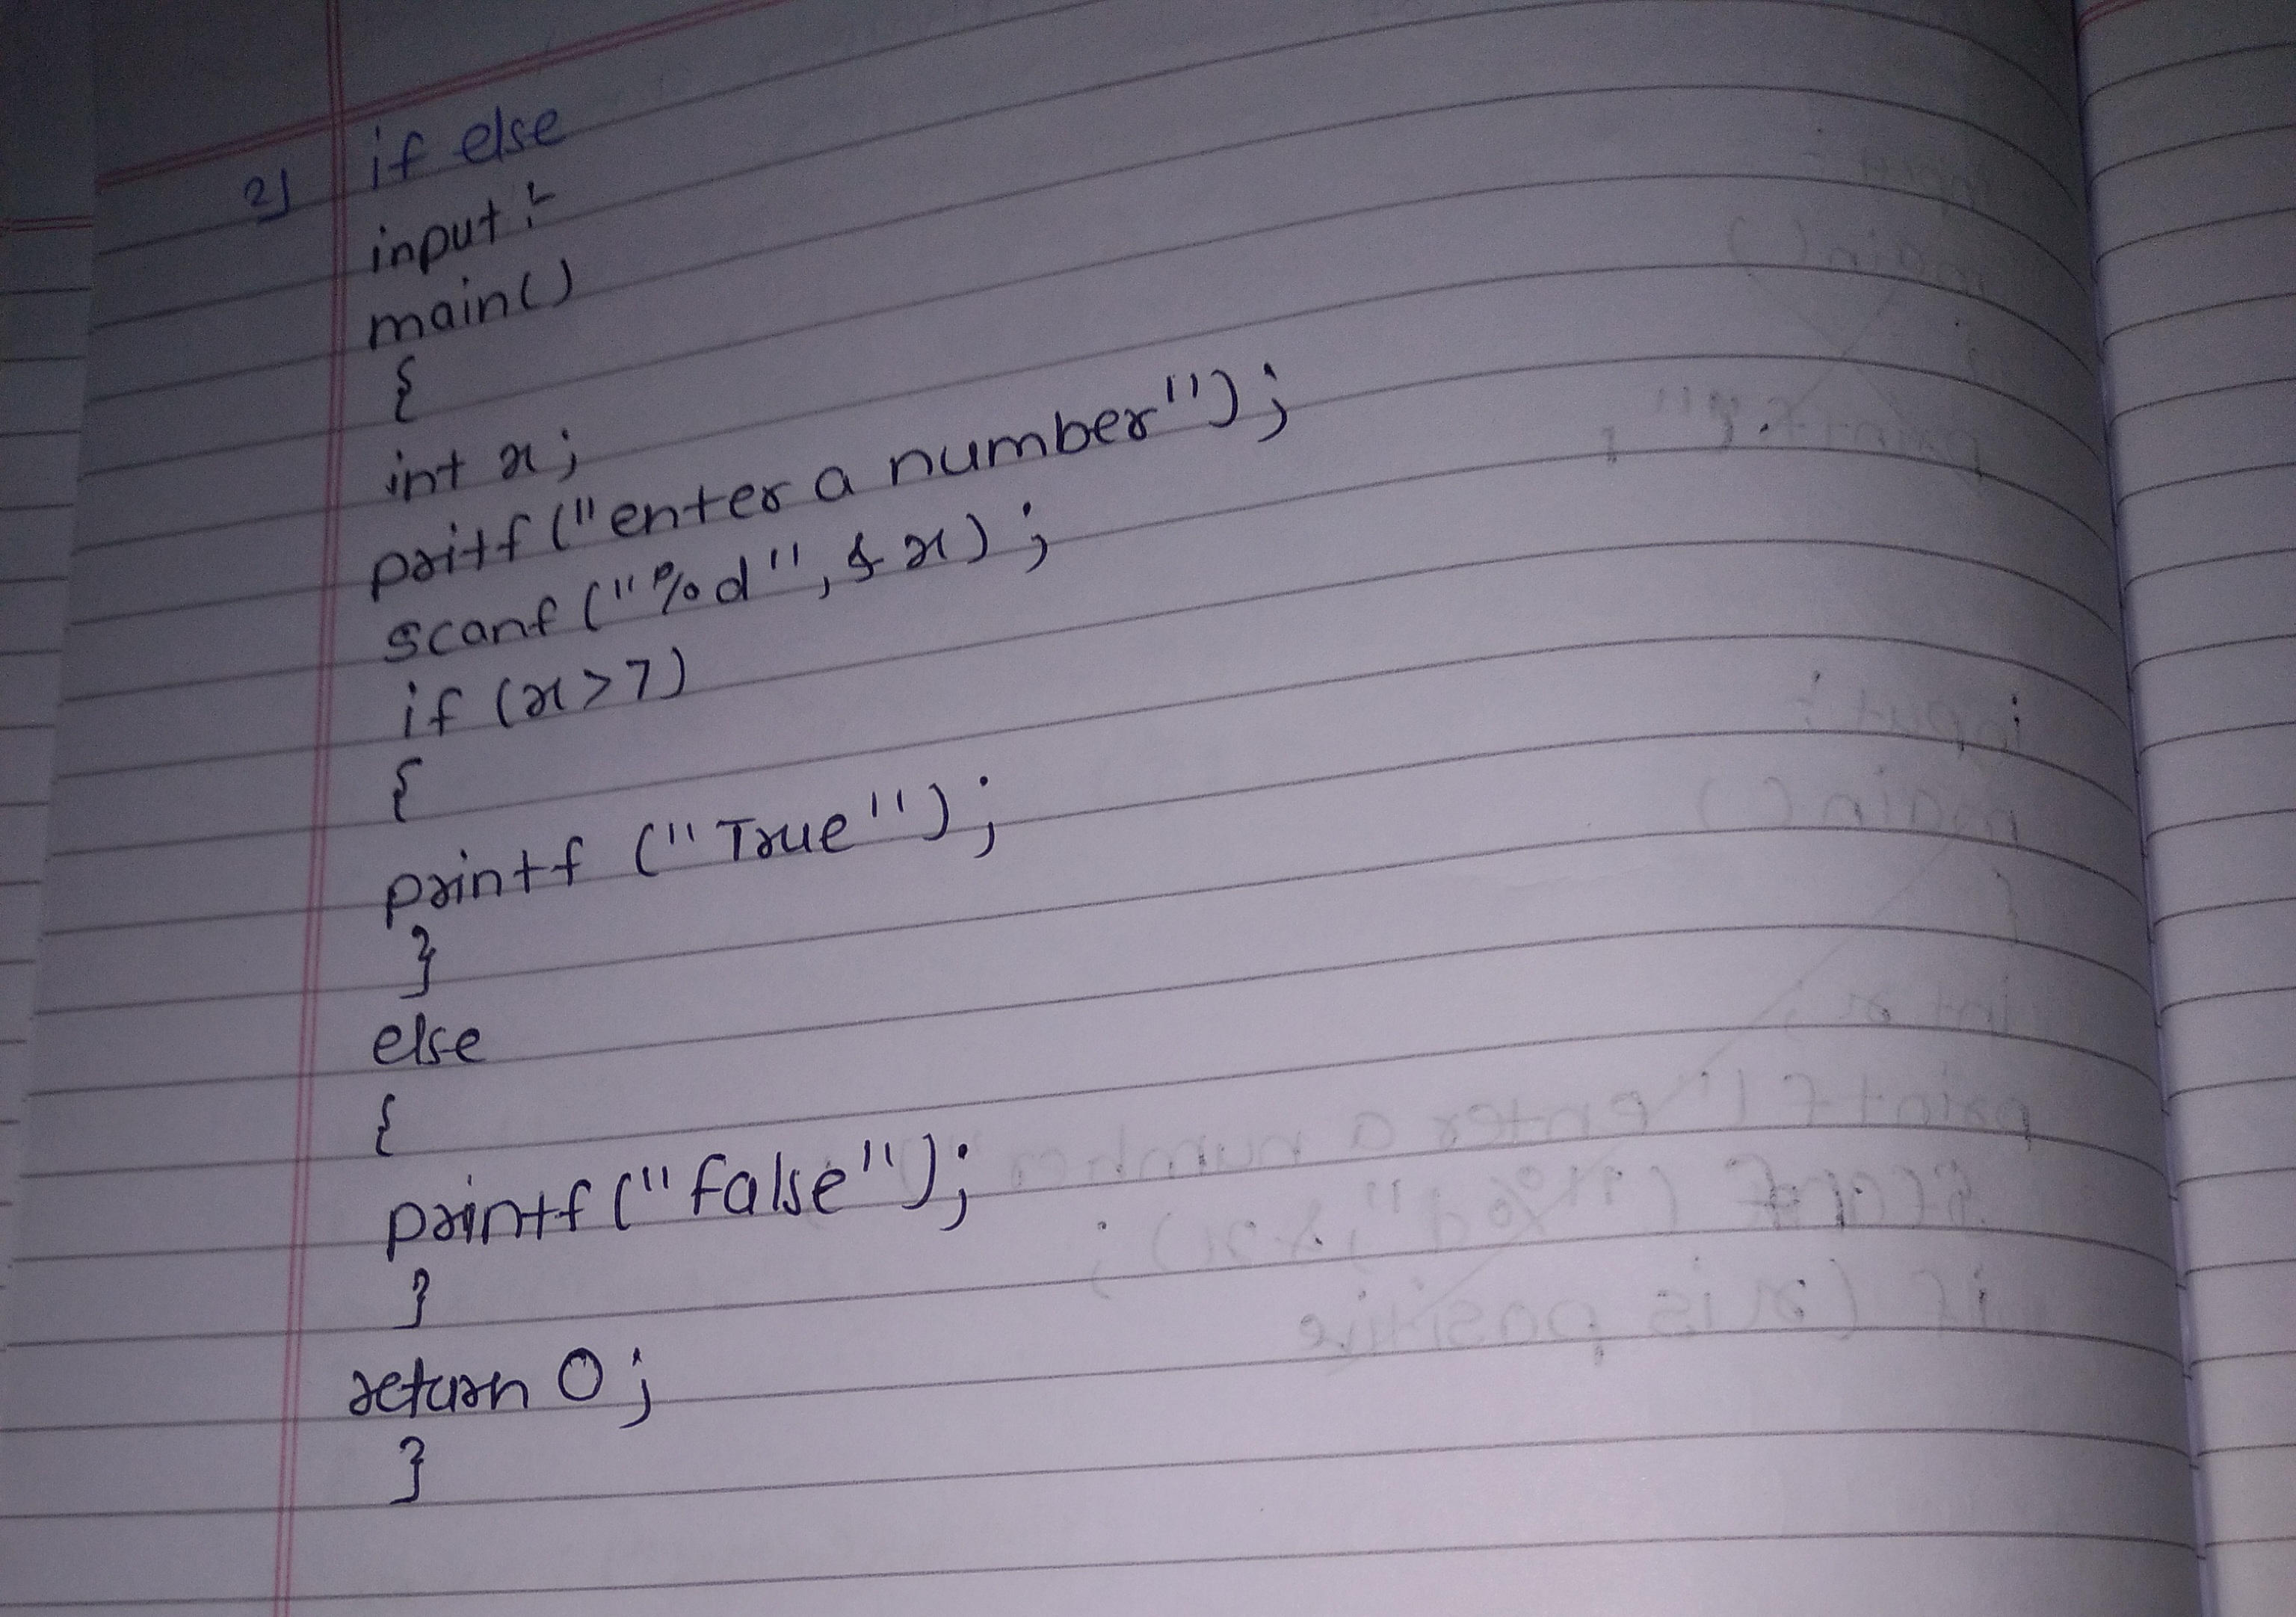 2) if else
input :-
main()
{
int x;
pritf("enter a number");
scanf("%d", &x);
if (x>7)
{
printf ("True");
}
else
{
printf("false");
}
return 0;
}